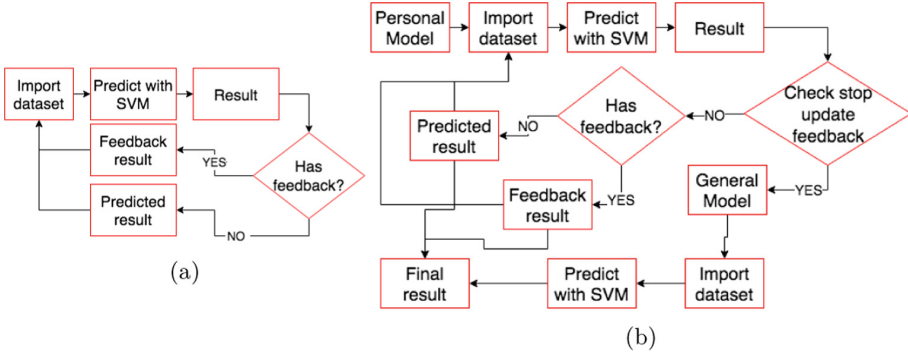 Import
dataset
Predict with
SVM
Result
Feedback
result
YES
Has
feedback?
Predicted
result
NO
(a)
Personal
Model
Import
dataset
Predict
with SVM
Result
Predicted
result
NO
Has
feedback?
NO
Check stop
update
feedback
Feedback
result
YES
General
Model
YES
Final
result
Predict
with SVM
Import
dataset
(b)